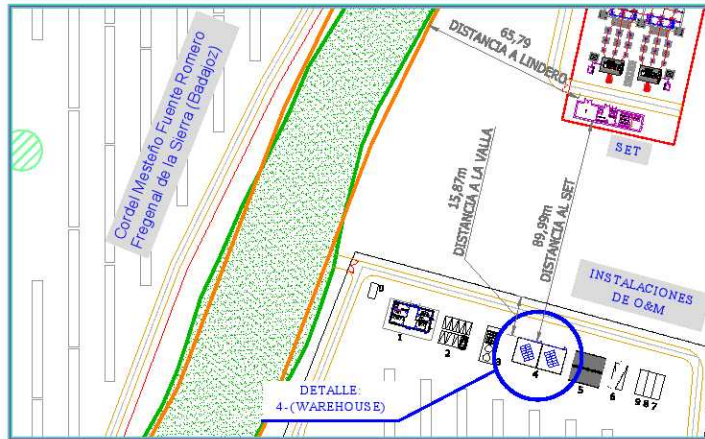 Cordel Mesteño Fuente Romero
Fregenal de la Sierra (Badajoz)
65,79
DISTANCIA A LINDERO
SET
15,87m
DISTANCIA A LA VALLA
89,99m
DISTANCIA AL SET
INSTALACIONES
DE O&M
1
2
3
4
5
6
9 8 7
DETALLE:
4-(WAREHOUSE)